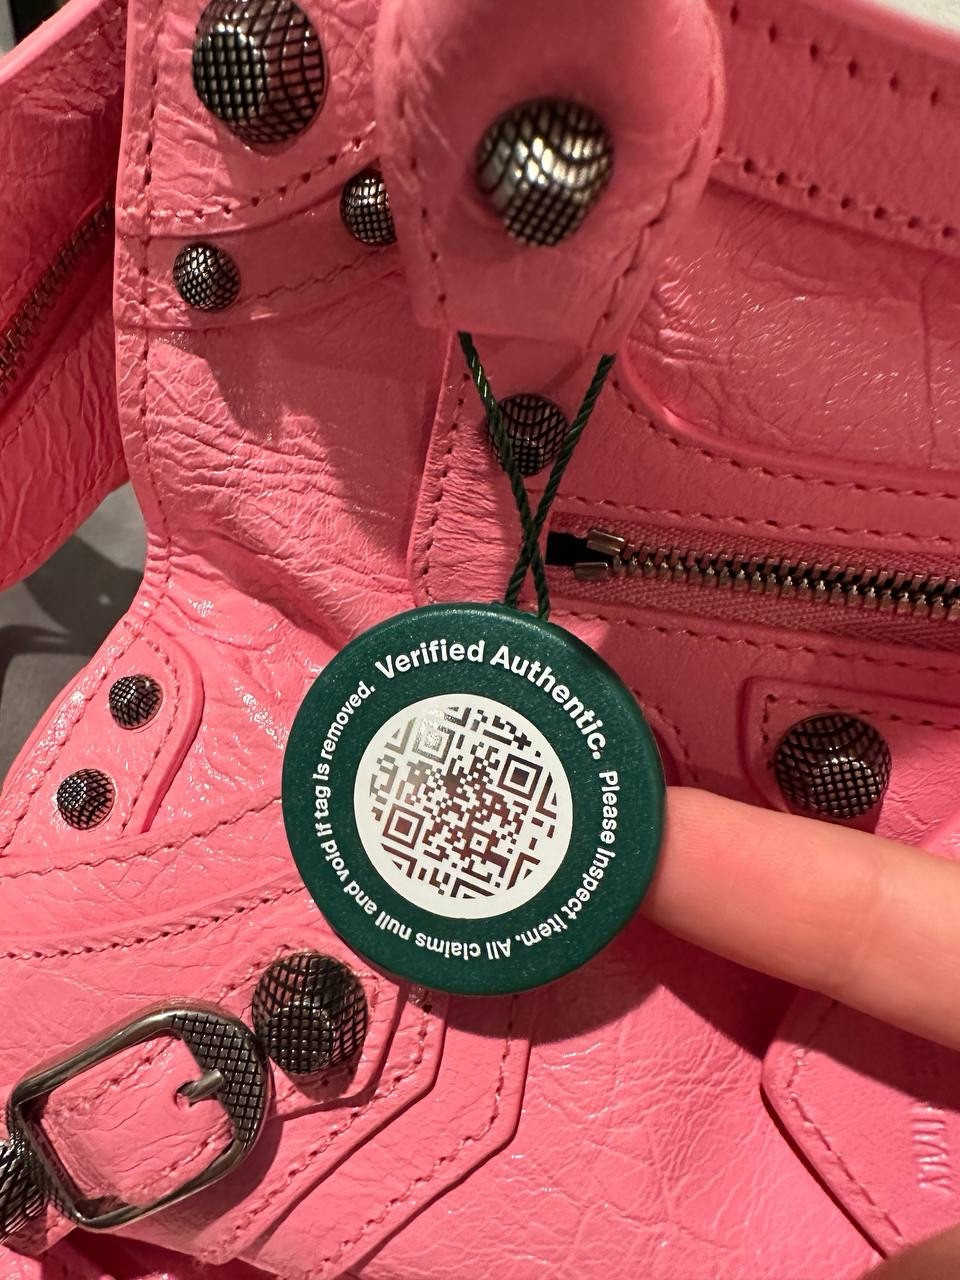 Verified Authentic.
Please Inspect Item. All claims null and void if tag is removed.